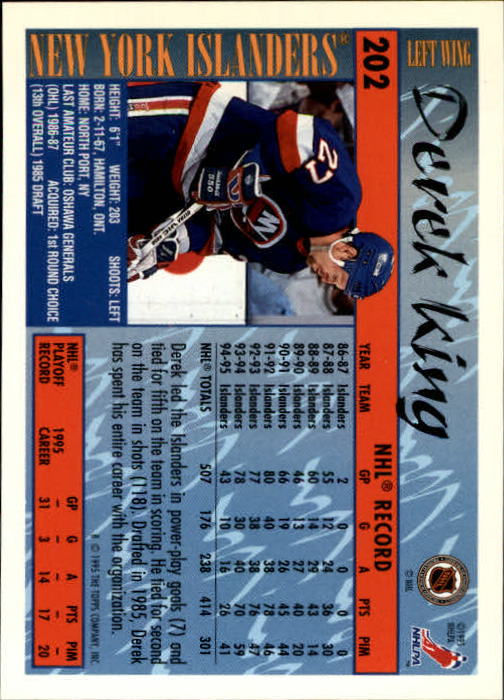 LEFT WING
Derek King
©1995
NHLPA
NHLPA
™
© NHL
202
NHL® RECORD
NEW YORK ISLANDERS®
YEAR TEAM GP G A PTS PIM
86-87 Islanders 2 0 0 0 0
87-88 Islanders 55 12 24 36 30
88-89 Islanders 60 14 29 43 14
89-90 Islanders 46 13 27 40 20
90-91 Islanders 66 19 26 45 44
91-92 Islanders 80 40 38 78 46
92-93 Islanders 77 38 38 76 47
93-94 Islanders 78 30 40 70 59
94-95 Islanders 43 10 16 26 41
NHL® TOTALS 507 176 238 414 301
27
NY
HEIGHT: 6'1" WEIGHT: 203 SHOOTS: LEFT
BORN: 2-11-67 HAMILTON, ONT.
HOME: NORTH PORT, NY
LAST AMATEUR CLUB: OSHAWA GENERALS
(OHL) 1986-87 ACQUIRED: 1st ROUND CHOICE
(13th OVERALL) 1985 DRAFT
Derek led the Islanders in power-play goals (7) and
tied for fifth on the team in scoring. He tied for second
on the team in shots (118). Drafted in 1985, Derek
has spent his entire career with the organization.
® © 1995 THE TOPPS COMPANY, INC.
NHL® PLAYOFF RECORD GP G A PTS PIM
1995 – – – – –
CAREER 31 3 14 17 20